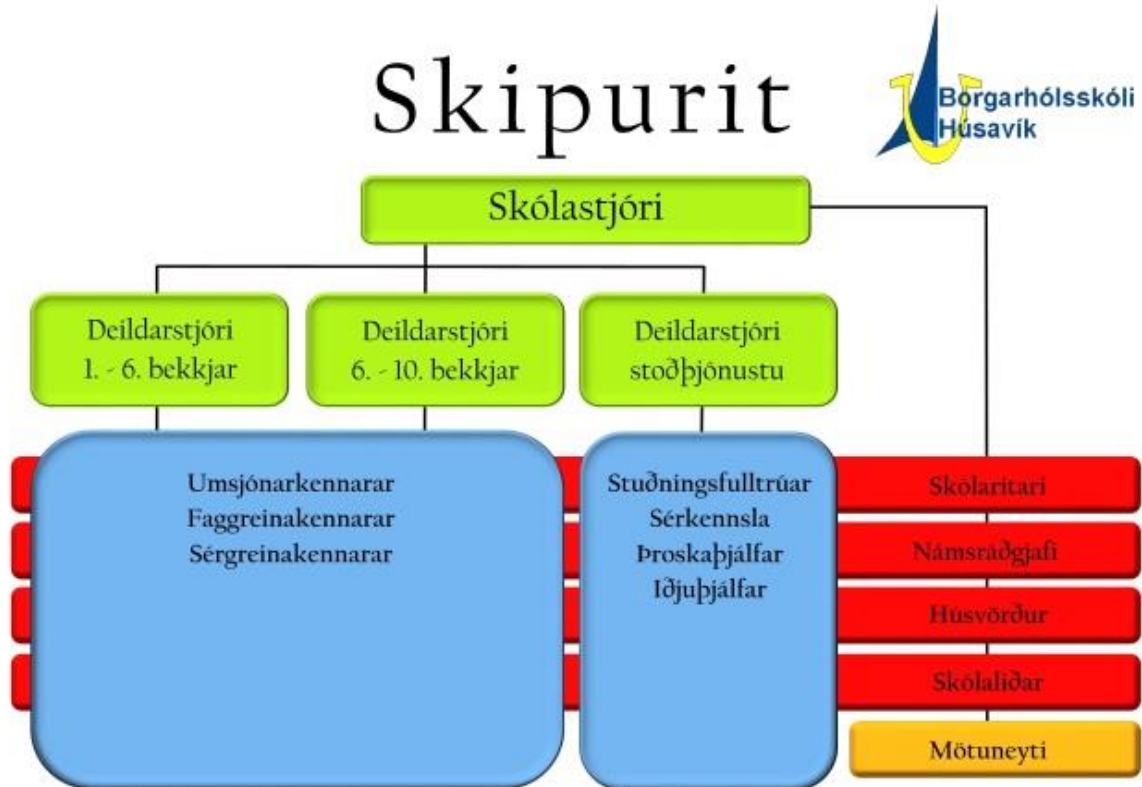 Skipurit
Borgarhólsskóli
Húsavík
Skólastjóri
Deildarstjóri
1. - 6. bekkjar
Deildarstjóri
6. - 10. bekkjar
Deildarstjóri
stoðþjónustu
Umsjónarkennarar
Faggreinakennarar
Sérgreinakennarar
Stuðningsfulltrúar
Sérkennsla
Þroskaþjálfar
Iðjuþjálfar
Skólaritari
Námsráðgjafi
Húsvörður
Skólaliðar
Mötuneyti